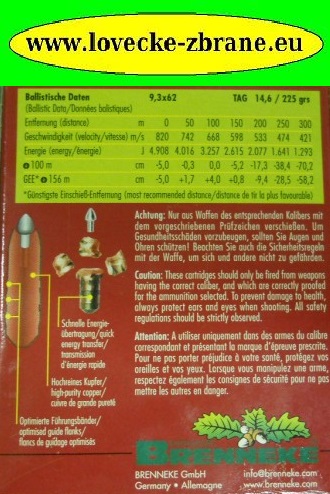 www.lovecke-zbrane.eu
Ballistische Daten 9,3x62 TAG 14,6 / 225 grs
(Ballistic Data/Données balistiques)
Entfernung (distance) m 0 50 100 150 200 250 300
Geschwindigkeit (velocity/vitesse) m/s 820 742 668 598 533 474 421
Energie (energy/énergie) J 4.908 4.016 3.257 2.615 2.077 1.641 1.293
100 m -5,0 -0,3 0,0 -5,2 -17,3 -38,4 -70,2
GEE* 156 m -5,0 +1,7 +4,0 +0,8 -9,4 -28,5 -58,2
*Günstigste Einschieß-Entfernung (most recommended distance/distance de tir la plus favourable)
Achtung: Nur aus Waffen des entsprechenden Kalibers mit
dem vorgeschriebenen Prüfzeichen verschießen. Um
Gesundheitsschäden vorzubeugen, sollten Sie Augen und
Ohren schützen! Beachten Sie auch die Sicherheitsregeln
mit der Waffe, um sich und andere nicht zu gefährden.
Caution: These cartridges should only be fired from weapons
having the correct caliber, and which are correctly proofed
for the ammunition selected. To prevent damage to health,
always protect ears and eyes when shooting. All safety
regulations should be strictly observed.
Attention: A utiliser uniquement dans des armes du calibre
correspondant et présentant la marque d'épreuve prescrite.
Pour ne pas porter préjudice à votre santé, protégez vos
oreilles et vos yeux. Lorsque vous manipulez une arme,
respectez également les consignes de sécurité pour ne pas
mettre les autres en danger.
Schnelle Energie-
übertragung/quick
energy transfer/
transmission
d'énergie rapide
Hochreines Kupfer/
high-purity copper/
cuivre de grande pureté
Optimierte Führungsbänder/
optimised guide flanks/
flancs de guidage optimisés
BRENNEKE
BRENNEKE GmbH info@brenneke.com
Germany • Allemagne www.brenneke.com